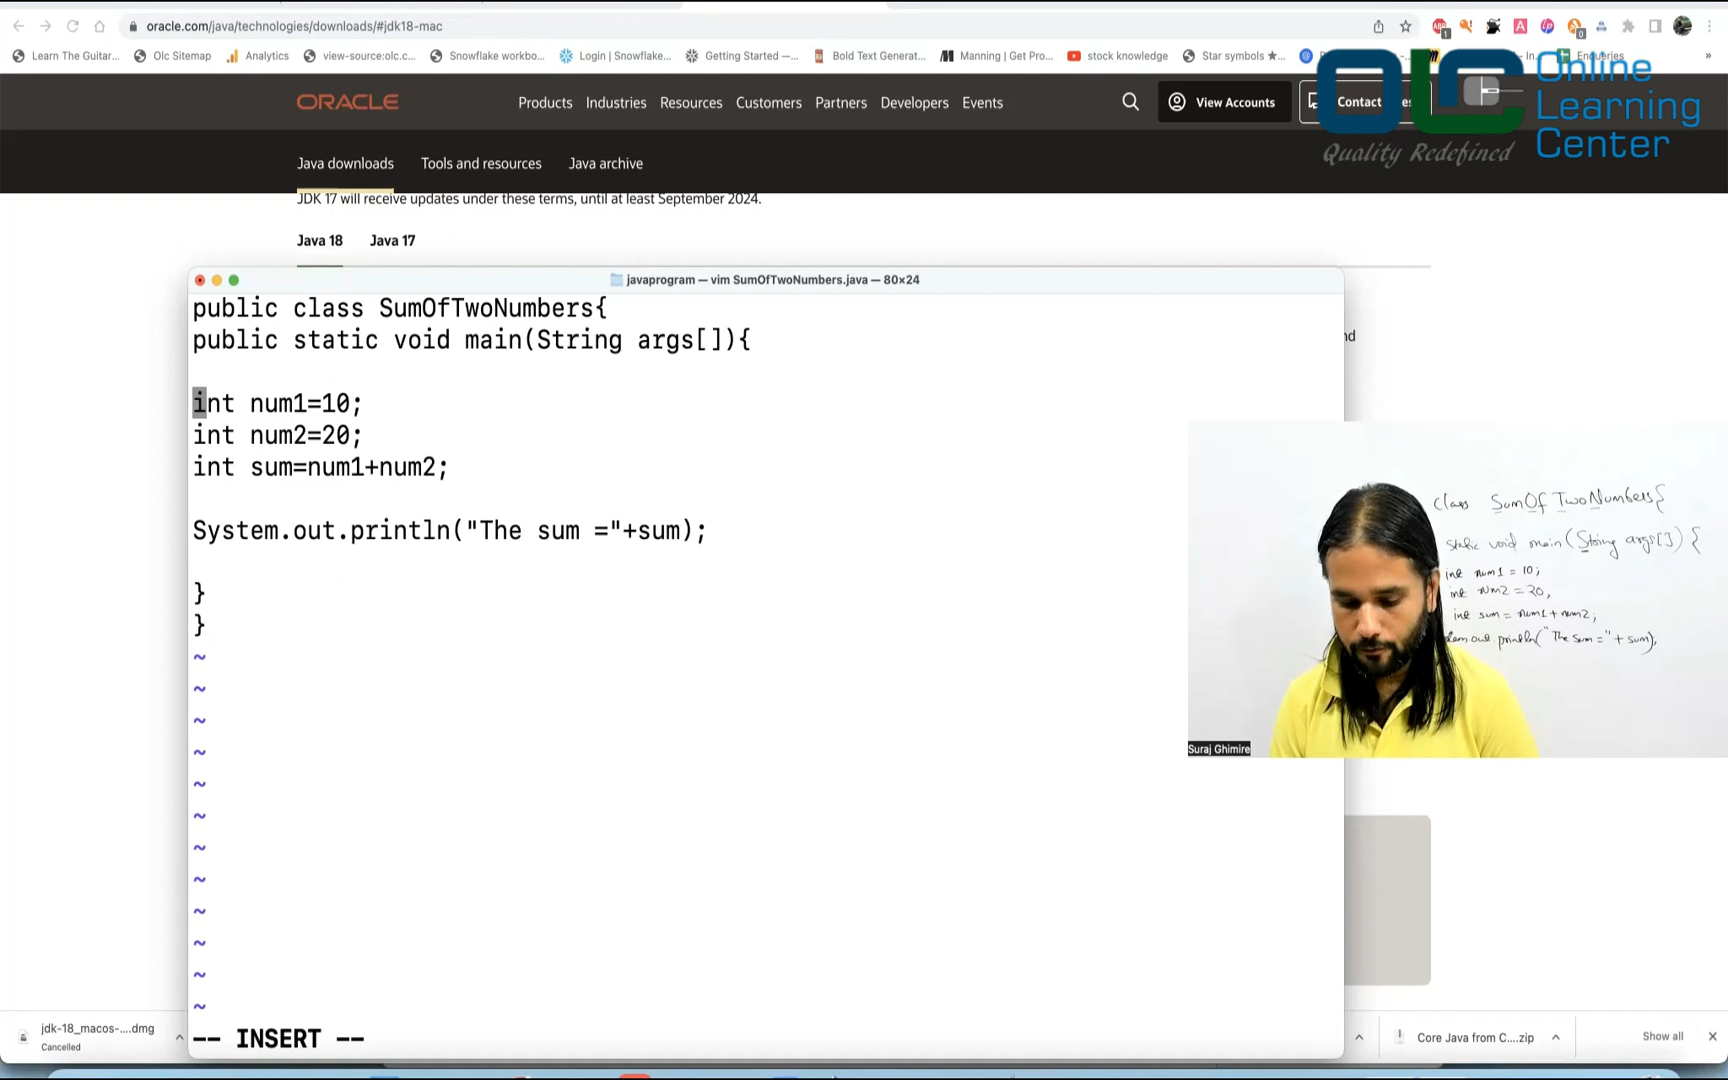 oracle.com/java/technologies/downloads/#jdk18-mac
Learn The Guitar... Olc Sitemap Analytics view-source:olc.c... Snowflake workbo... Login | Snowflake... Getting Started —... Bold Text Generat... Manning | Get Pro... stock knowledge Star symbols ★... Enqueries »
ORACLE Products Industries Resources Customers Partners Developers Events View Accounts Contact
OLC Online Learning Center
Quality Redefined
Java downloads Tools and resources Java archive
JDK 17 will receive updates under these terms, until at least September 2024.
Java 18 Java 17
javaprogram — vim SumOfTwoNumbers.java — 80×24
public class SumOfTwoNumbers{
public static void main(String args[]){
int num1=10;
int num2=20;
int sum=num1+num2;
System.out.println("The sum ="+sum);
}
}
~
~
~
~
~
~
~
~
~
~
~
~
-- INSERT --
class SumOf TwoNumbers{
static void main(String args[]) {
int num1 = 10;
int num2 = 20,
int sum = num1 + num2;
println("The sum =" + sum),
Suraj Ghimire
jdk-18_macos-....dmg
Cancelled
Core Java from C....zip
Show all